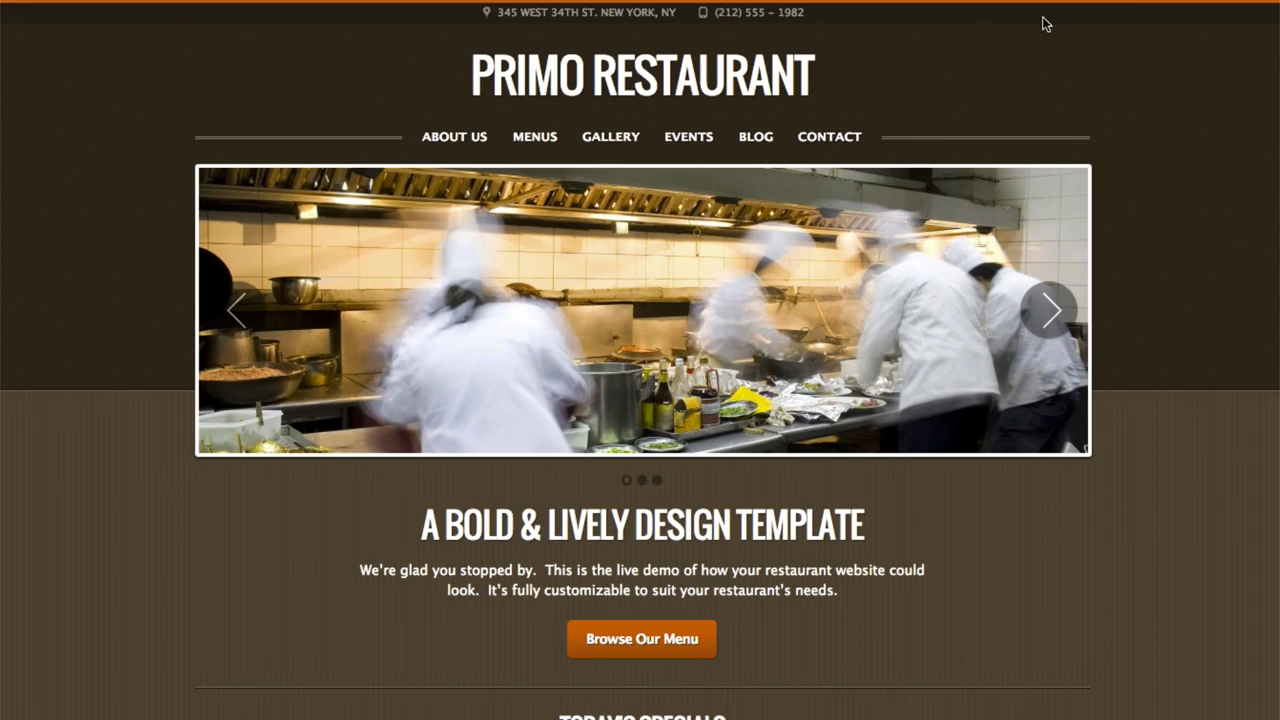 345 WEST 34TH ST. NEW YORK, NY (212) 555 – 1982
PRIMO RESTAURANT
ABOUT US MENUS GALLERY EVENTS BLOG CONTACT
A BOLD & LIVELY DESIGN TEMPLATE
We're glad you stopped by. This is the live demo of how your restaurant website could
look. It's fully customizable to suit your restaurant's needs.
Browse Our Menu
TODAY'S SPECIALS